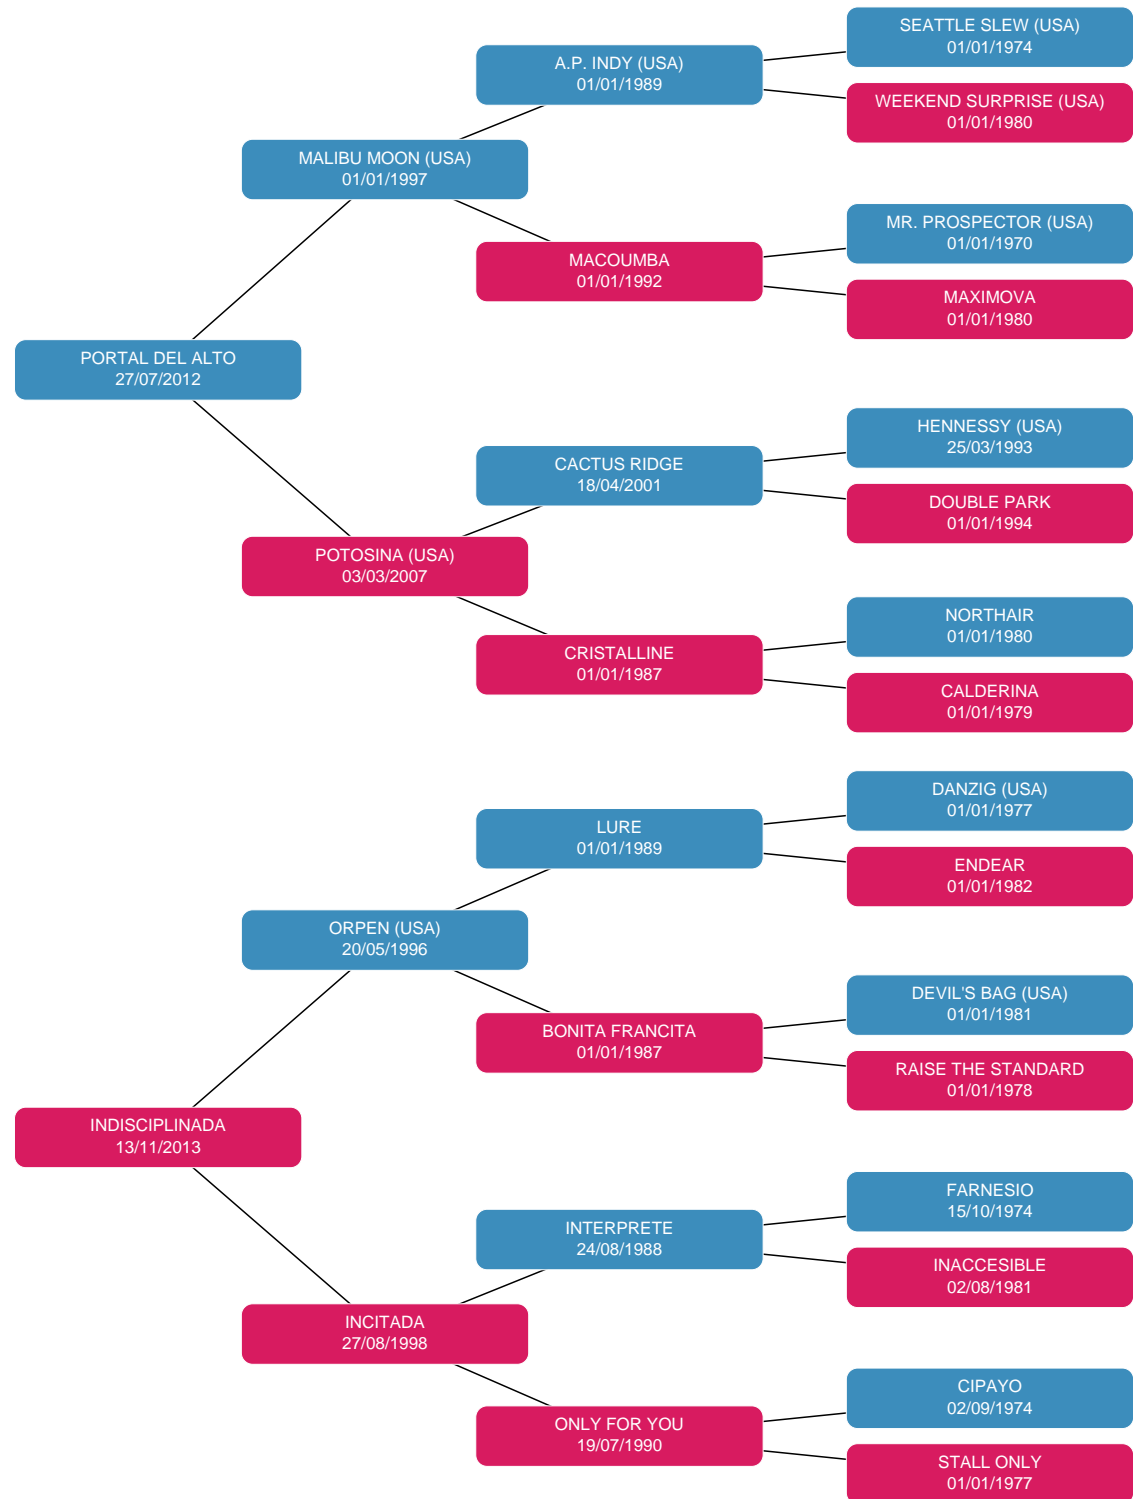 SEATTLE SLEW (USA)
01/01/1974
A.P. INDY (USA)
01/01/1989
WEEKEND SURPRISE (USA)
01/01/1980
MALIBU MOON (USA)
01/01/1997
MR. PROSPECTOR (USA)
01/01/1970
MACOUMBA
01/01/1992
MAXIMOVA
01/01/1980
PORTAL DEL ALTO
27/07/2012
HENNESSY (USA)
25/03/1993
CACTUS RIDGE
18/04/2001
DOUBLE PARK
01/01/1994
POTOSINA (USA)
03/03/2007
NORTHAIR
01/01/1980
CRISTALLINE
01/01/1987
CALDERINA
01/01/1979
DANZIG (USA)
01/01/1977
LURE
01/01/1989
ENDEAR
01/01/1982
ORPEN (USA)
20/05/1996
DEVIL'S BAG (USA)
01/01/1981
BONITA FRANCITA
01/01/1987
RAISE THE STANDARD
01/01/1978
INDISCIPLINADA
13/11/2013
FARNESIO
15/10/1974
INTERPRETE
24/08/1988
INACCESIBLE
02/08/1981
INCITADA
27/08/1998
CIPAYO
02/09/1974
ONLY FOR YOU
19/07/1990
STALL ONLY
01/01/1977